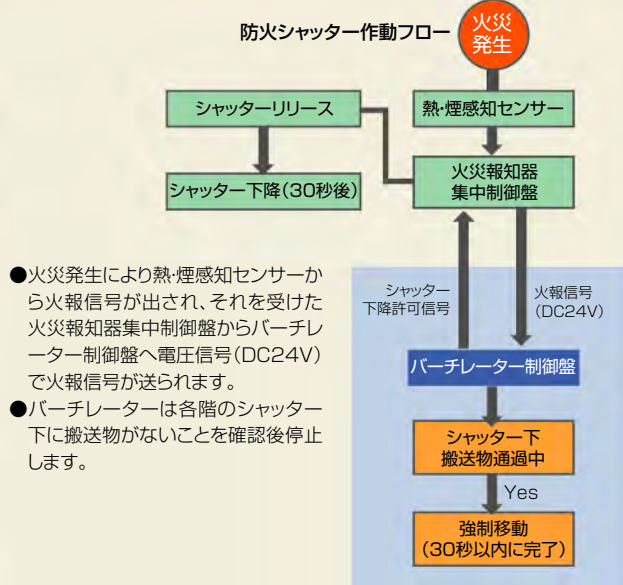 防火シャッター作動フロー
火災
発生
シャッターリリース
熱・煙感知センサー
シャッター下降(30秒後)
火災報知器
集中制御盤
●火災発生により熱・煙感知センサーか
ら火報信号が出され、それを受けた
火災報知器集中制御盤からバーチレ
ーター制御盤へ電圧信号(DC24V)
で火報信号が送られます。
●バーチレーターは各階のシャッター
下に搬送物がないことを確認後停止
します。
シャッター
下降許可信号
火報信号
(DC24V)
バーチレーター制御盤
シャッター下
搬送物通過中
Yes
強制移動
(30秒以内に完了)